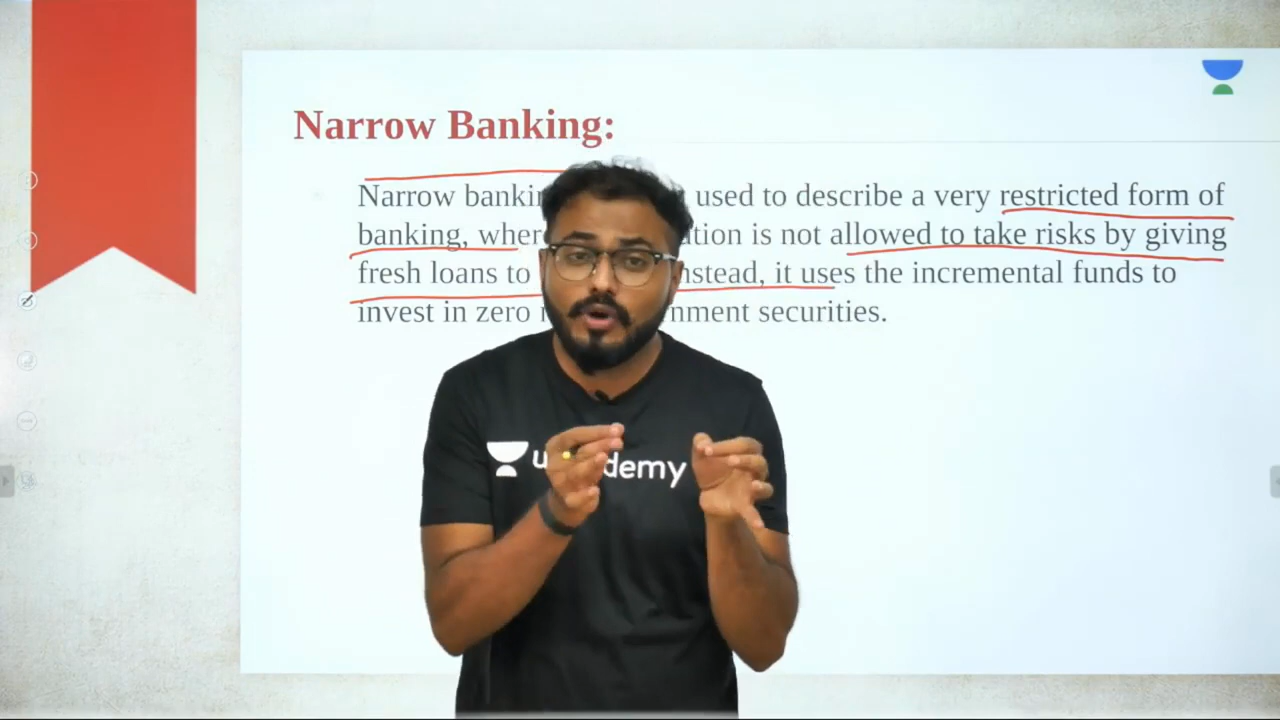 Narrow Banking:
Narrow bankin used to describe a very restricted form of
banking, wher ution is not allowed to take risks by giving
fresh loans to nstead, it uses the incremental funds to
invest in zero nment securities.
u demy